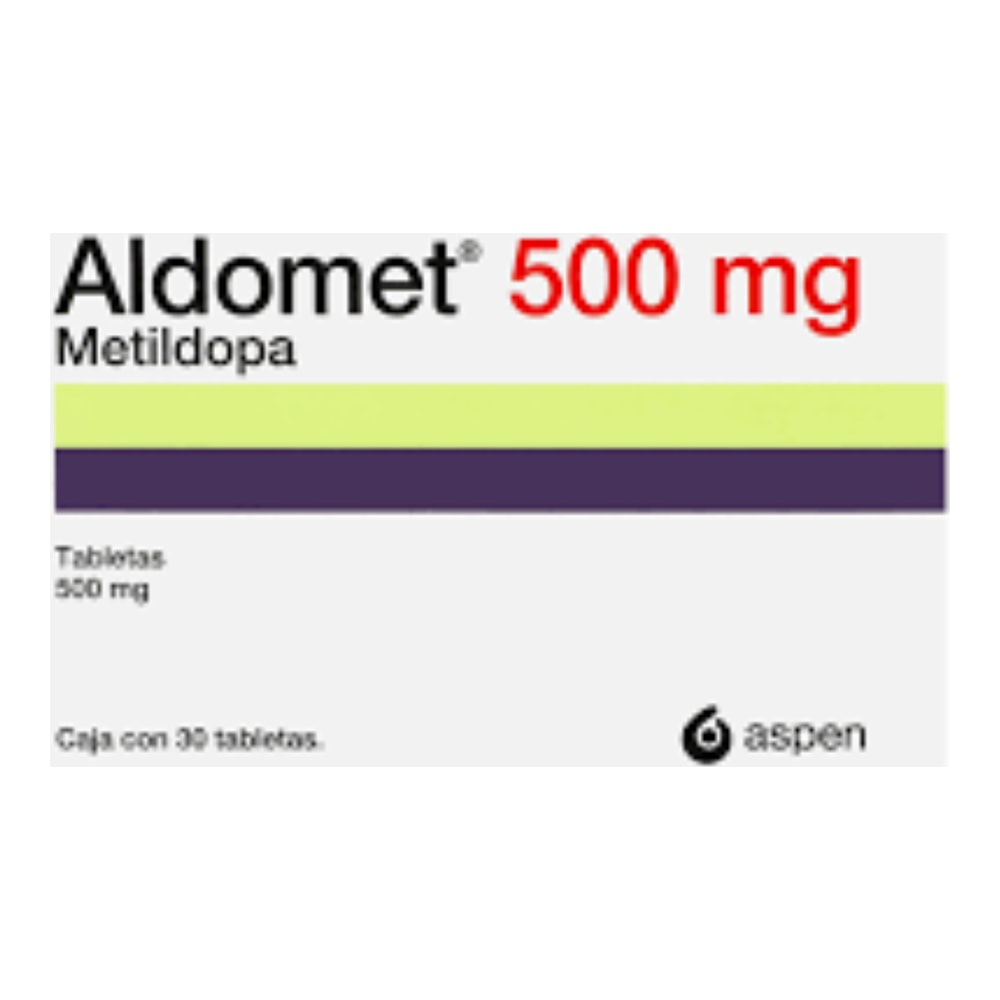 Aldomet® 500 mg
Metildopa
Tabletas
500 mg
Caja con 30 tabletas.
aspen